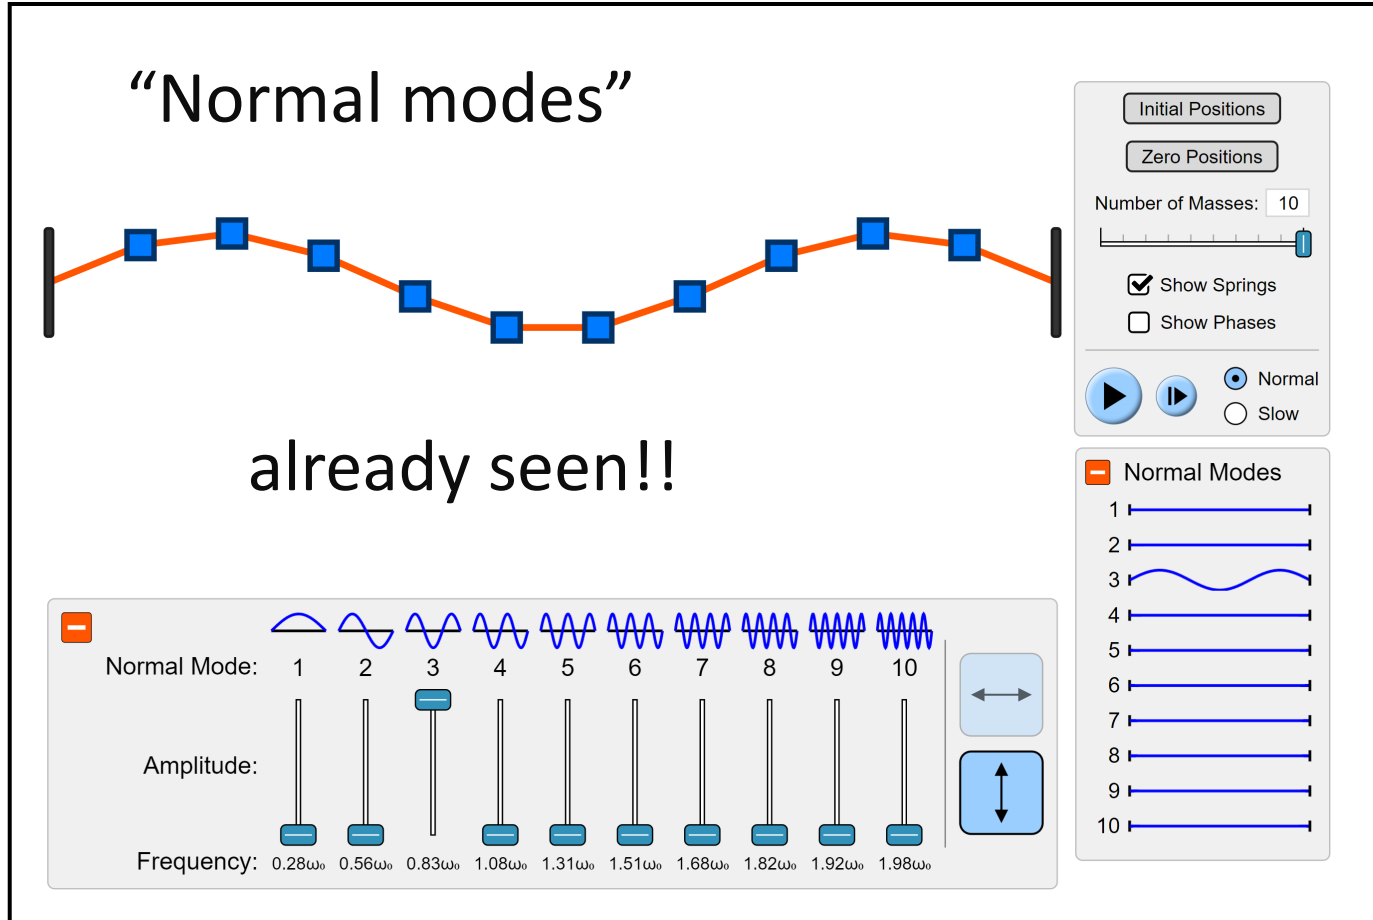 “Normal modes”
already seen!!
Initial Positions
Zero Positions
Number of Masses: 10
Show Springs
Show Phases
Normal
Slow
Normal Modes
1
2
3
4
5
6
7
8
9
10
Normal Mode: 1 2 3 4 5 6 7 8 9 10
Amplitude:
Frequency: 0.28ω₀ 0.56ω₀ 0.83ω₀ 1.08ω₀ 1.31ω₀ 1.51ω₀ 1.68ω₀ 1.82ω₀ 1.92ω₀ 1.98ω₀